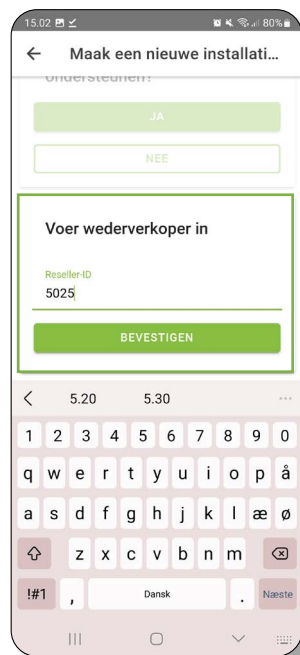 15.02 80%
Maak een nieuwe installati...
ondersteunen?
JA
NEE
Voer wederverkoper in
Reseller-ID
5025
BEVESTIGEN
5.20 5.30 ...
1 2 3 4 5 6 7 8 9 0
q w e r t y u i o p å
a s d f g h j k l æ ø
z x c v b n m
!#1 , Dansk . Næste